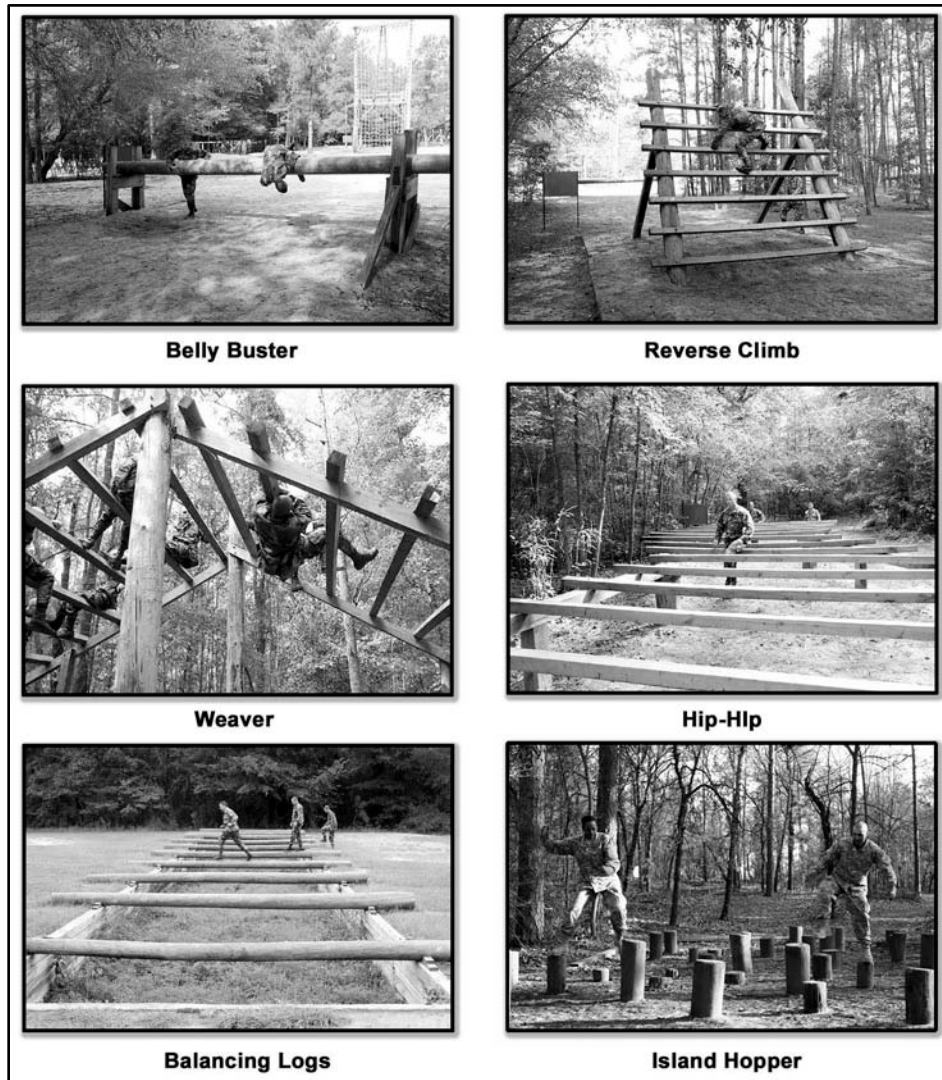 Belly Buster
Reverse Climb
Weaver
Hip-HIp
Balancing Logs
Island Hopper